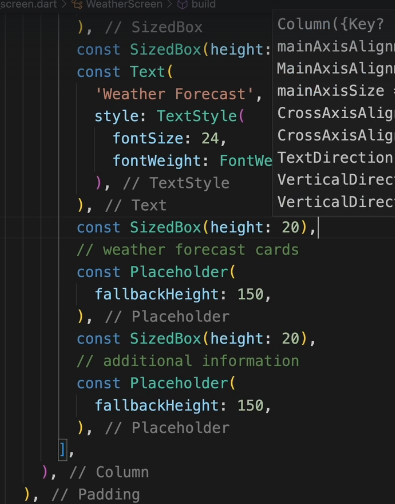 screen.dart > WeatherScreen > build
), // SizedBox
const SizedBox(height:
const Text(
'Weather Forecast',
style: TextStyle(
fontSize: 24,
fontWeight: FontWe
), // TextStyle
), // Text
const SizedBox(height: 20),
// weather forecast cards
const Placeholder(
fallbackHeight: 150,
), // Placeholder
const SizedBox(height: 20),
// additional information
const Placeholder(
fallbackHeight: 150,
), // Placeholder
],
), // Column
), // Padding
Column({Key?
mainAxisAlignm
MainAxisAlignm
mainAxisSize =
CrossAxisAlig
CrossAxisAlig
TextDirection
VerticalDirec
VerticalDirec